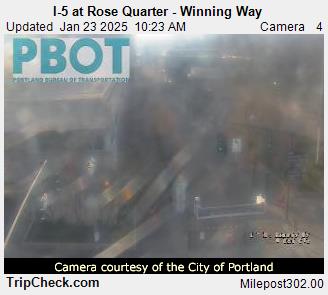 I-5 at Rose Quarter - Winning Way
Updated  Jan 23 2025  10:23 AM  Camera  4
PBOT
PORTLAND BUREAU OF TRANSPORTATION
Camera courtesy of the City of Portland
TripCheck.com  Milepost302.00